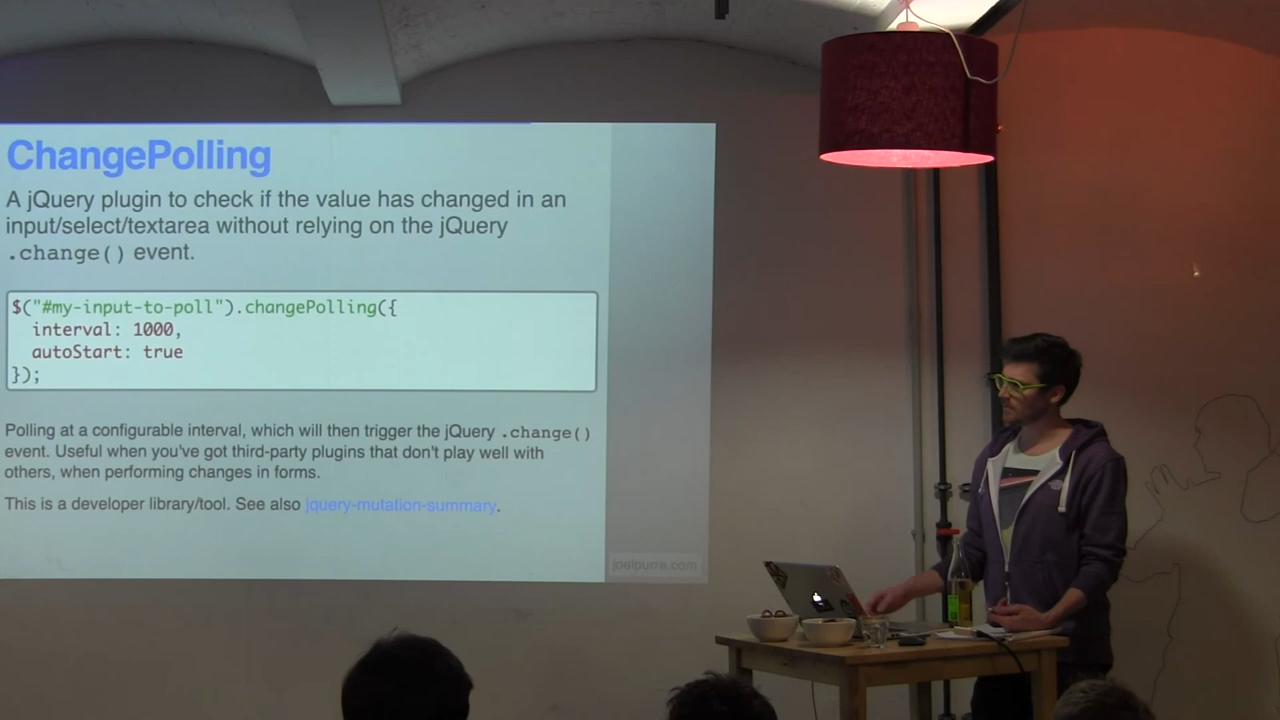 ChangePolling
A jQuery plugin to check if the value has changed in an
input/select/textarea without relying on the jQuery
.change() event.
$("#my-input-to-poll").changePolling({
interval: 1000,
autoStart: true
});
Polling at a configurable interval, which will then trigger the jQuery .change()
event. Useful when you've got third-party plugins that don't play well with
others, when performing changes in forms.
This is a developer library/tool. See also jquery-mutation-summary.
joelpurra.com